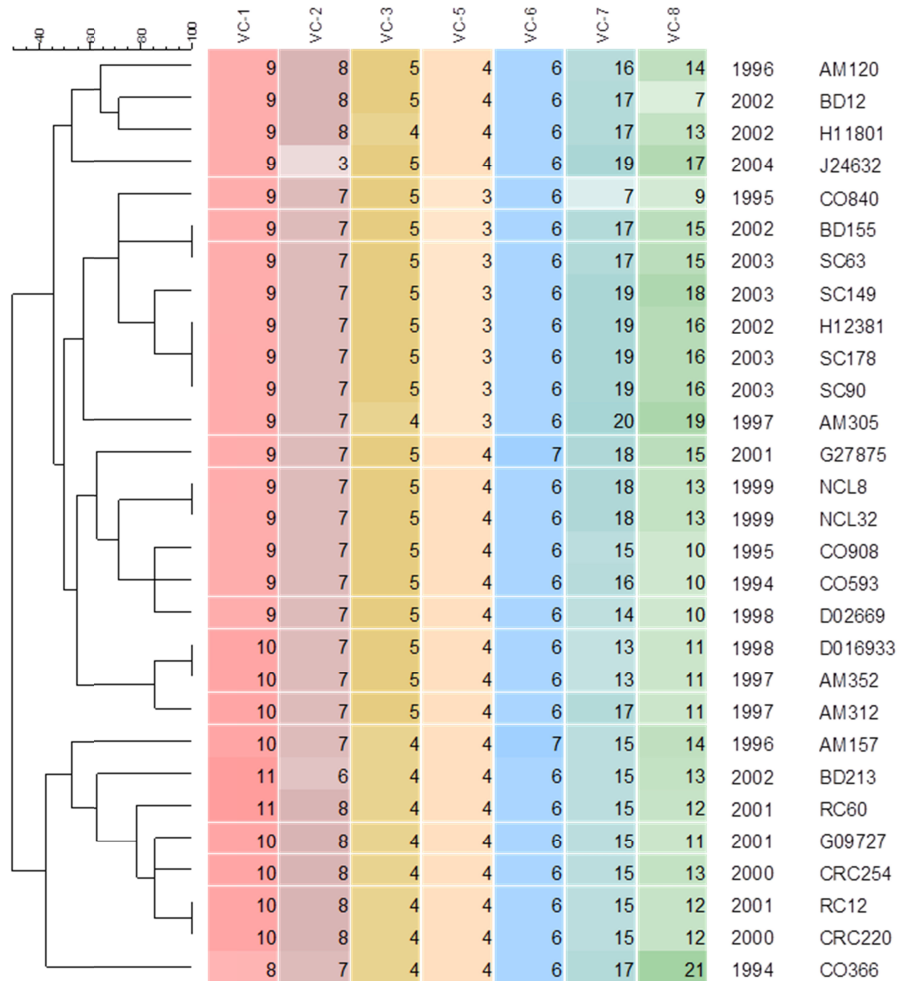 40 60 80 100 VC-1 VC-2 VC-3 VC-5 VC-6 VC-7 VC-8
9 8 5 4 6 16 14 1996 AM120
9 8 5 4 6 17 7 2002 BD12
9 8 4 4 6 17 13 2002 H11801
9 3 5 4 6 19 17 2004 J24632
9 7 5 3 6 7 9 1995 CO840
9 7 5 3 6 17 15 2002 BD155
9 7 5 3 6 17 15 2003 SC63
9 7 5 3 6 19 18 2003 SC149
9 7 5 3 6 19 16 2002 H12381
9 7 5 3 6 19 16 2003 SC178
9 7 5 3 6 19 16 2003 SC90
9 7 4 3 6 20 19 1997 AM305
9 7 5 4 7 18 15 2001 G27875
9 7 5 4 6 18 13 1999 NCL8
9 7 5 4 6 18 13 1999 NCL32
9 7 5 4 6 15 10 1995 CO908
9 7 5 4 6 16 10 1994 CO593
9 7 5 4 6 14 10 1998 D02669
10 7 5 4 6 13 11 1998 D016933
10 7 5 4 6 13 11 1997 AM352
10 7 5 4 6 17 11 1997 AM312
10 7 4 4 7 15 14 1996 AM157
11 6 4 4 6 15 13 2002 BD213
11 8 4 4 6 15 12 2001 RC60
10 8 4 4 6 15 11 2001 G09727
10 8 4 4 6 15 13 2000 CRC254
10 8 4 4 6 15 12 2001 RC12
10 8 4 4 6 15 12 2000 CRC220
8 7 4 4 6 17 21 1994 CO366